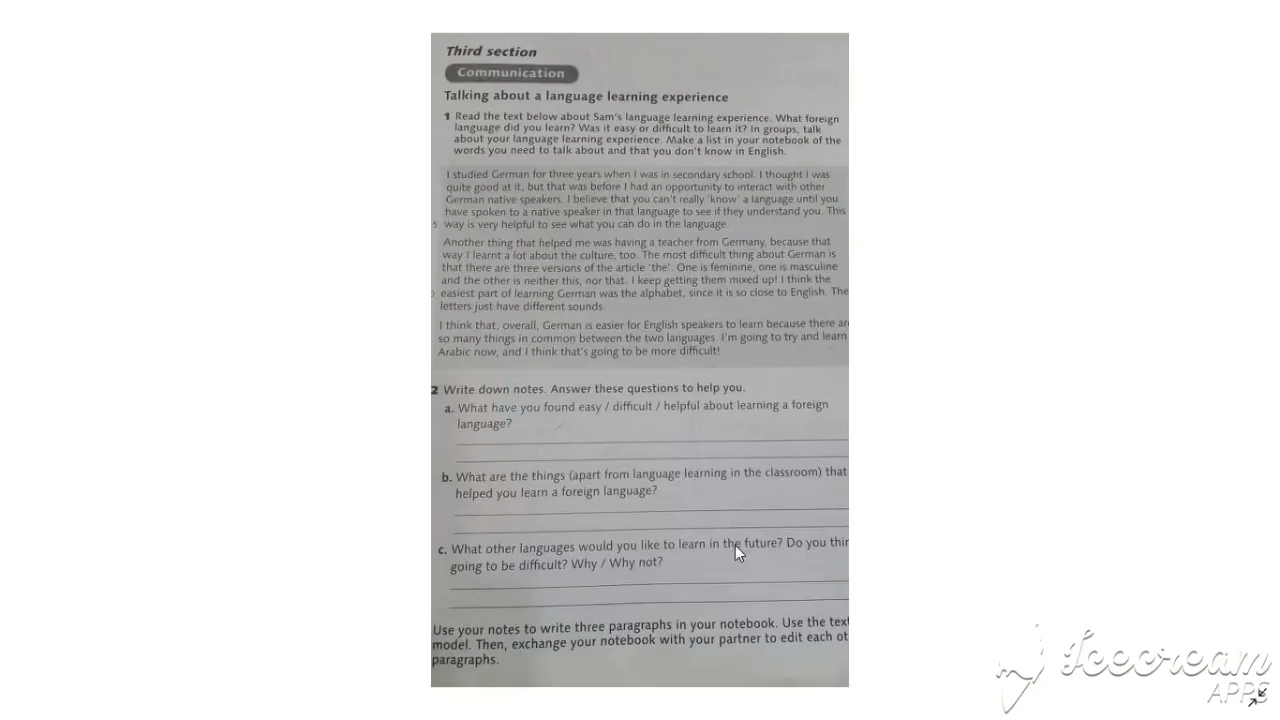 Third section
Communication
Talking about a language learning experience
1 Read the text below about Sam's language learning experience. What foreign
language did you learn? Was it easy or difficult to learn it? In groups, talk
about your language learning experience. Make a list in your notebook of the
words you need to talk about and that you don't know in English.
I studied German for three years when I was in secondary school. I thought I was
quite good at it, but that was before I had an opportunity to interact with other
German native speakers. I believe that you can't really 'know' a language until you
have spoken to a native speaker in that language to see if they understand you. This
5 way is very helpful to see what you can do in the language.
Another thing that helped me was having a teacher from Germany, because that
way I learnt a lot about the culture, too. The most difficult thing about German is
that there are three versions of the article 'the'. One is feminine, one is masculine
and the other is neither this, nor that. I keep getting them mixed up! I think the
easiest part of learning German was the alphabet, since it is so close to English. The
letters just have different sounds.
I think that, overall, German is easier for English speakers to learn because there are
so many things in common between the two languages. I'm going to try and learn
Arabic now, and I think that's going to be more difficult!
2 Write down notes. Answer these questions to help you.
a. What have you found easy / difficult / helpful about learning a foreign
language?
b. What are the things (apart from language learning in the classroom) that
helped you learn a foreign language?
c. What other languages would you like to learn in the future? Do you thin
going to be difficult? Why / Why not?
Use your notes to write three paragraphs in your notebook. Use the text
model. Then, exchange your notebook with your partner to edit each ot
paragraphs.
Icecream
APPS